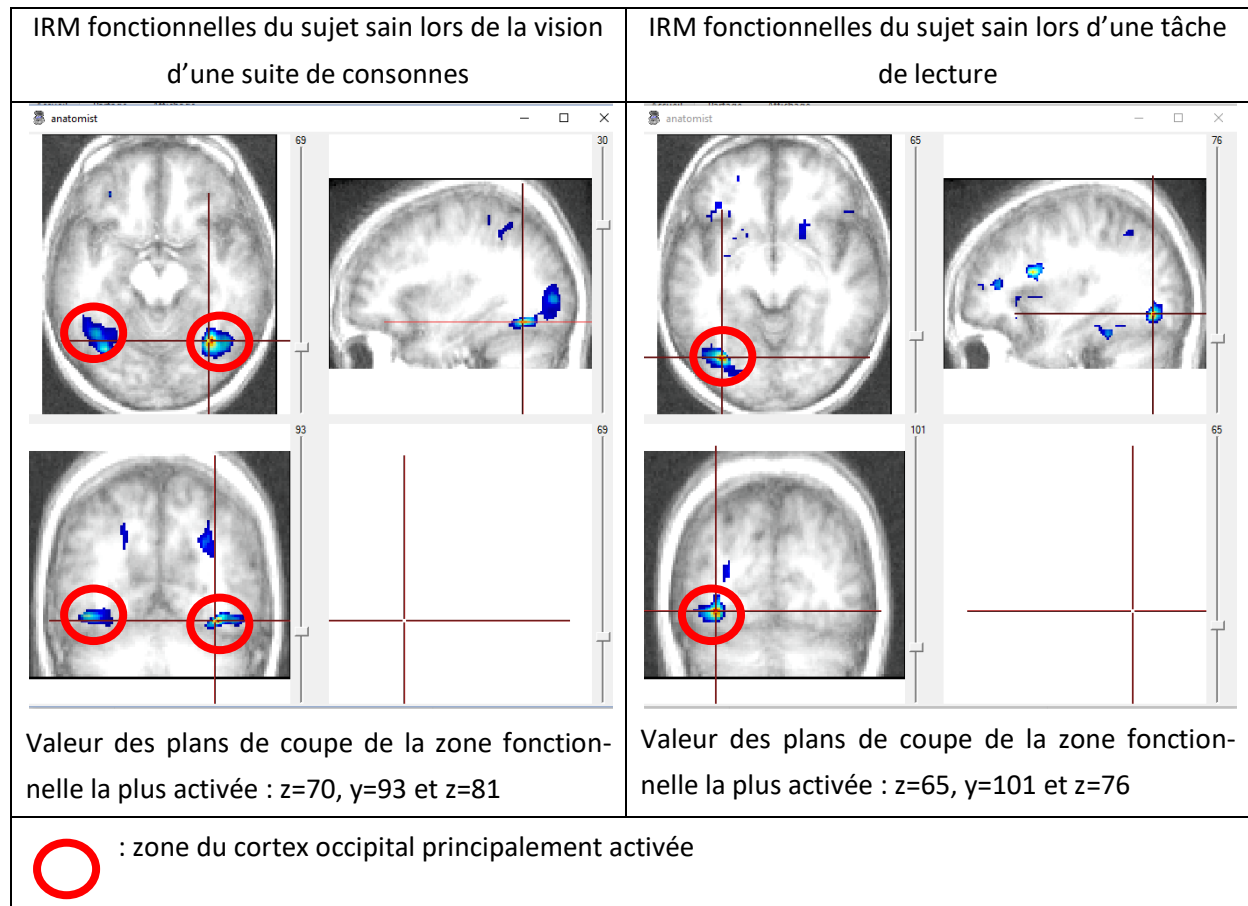 IRM fonctionnelles du sujet sain lors de la vision
d’une suite de consonnes
IRM fonctionnelles du sujet sain lors d’une tâche
de lecture
anatomist
69
30
93
69
anatomist
65
76
101
65
Valeur des plans de coupe de la zone fonction-
nelle la plus activée : z=70, y=93 et z=81
Valeur des plans de coupe de la zone fonction-
nelle la plus activée : z=65, y=101 et z=76
: zone du cortex occipital principalement activée